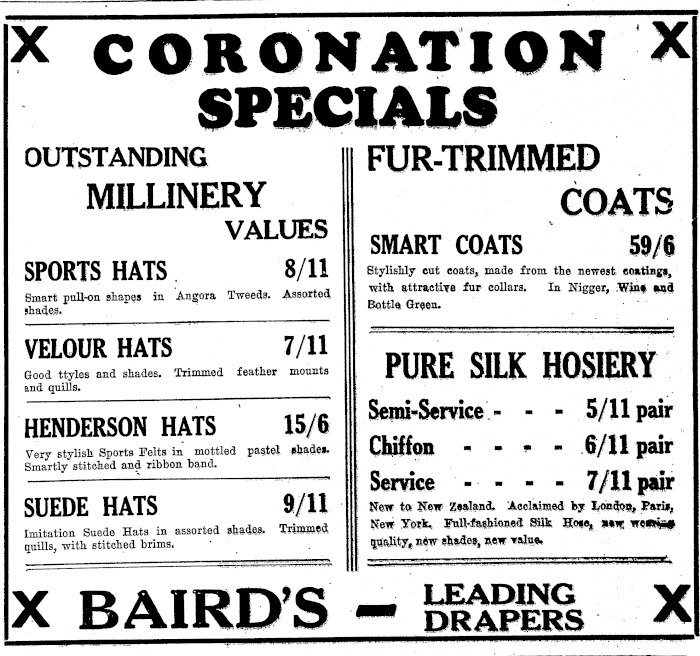 X CORONATION X
SPECIALS
OUTSTANDING
MILLINERY
VALUES
SPORTS HATS 8/11
Smart pull-on shapes in Angora Tweeds. Assorted
shades.
VELOUR HATS 7/11
Good ttyles and shades. Trimmed feather mounts
and quills.
HENDERSON HATS 15/6
Very stylish Sports Felts in mottled pastel shades.
Smartly stitched and ribbon band.
SUEDE HATS 9/11
Imitation Suede Hats in assorted shades. Trimmed
quills, with stitched brims.
FUR-TRIMMED
COATS
SMART COATS 59/6
Stylishly cut coats, made from the newest coatings,
with attractive fur collars. In Nigger, Wine and
Bottle Green.
PURE SILK HOSIERY
Semi-Service - - - 5/11 pair
Chiffon - - - - 6/11 pair
Service - - - - 7/11 pair
New to New Zealand. Acclaimed by London, Paris,
New York. Full-fashioned Silk Hose, new wearing
quality, new shades, new value.
X BAIRD'S — LEADING X
DRAPERS